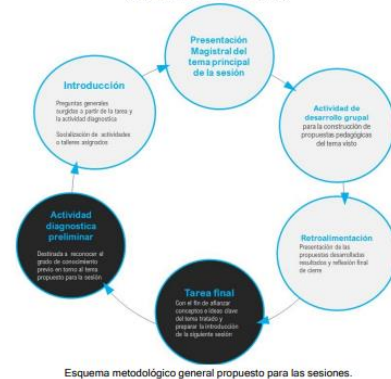 Presentación
Magistral del
tema principal
de la sesión
Actividad de
desarrollo grupal
para la construcción de
propuestas pedagógicas
del tema visto
Retroalimentación
Presentación de las
propuestas desarrolladas
resultados y reflexión final
de cierre
Tarea final
Con el fin de afianzar
conceptos e ideas clave
del tema tratado y
preparar la introducción
de la siguiente sesión
Actividad
diagnostica
preliminar
Destinada a reconocer el
grado de conocimiento
previo en torno al tema
propuesto para la sesión
Introducción
Preguntas generales
surgidas a partir de la tarea y
la actividad diagnostica
Socialización de actividades
o talleres asignados
Esquema metodológico general propuesto para las sesiones.